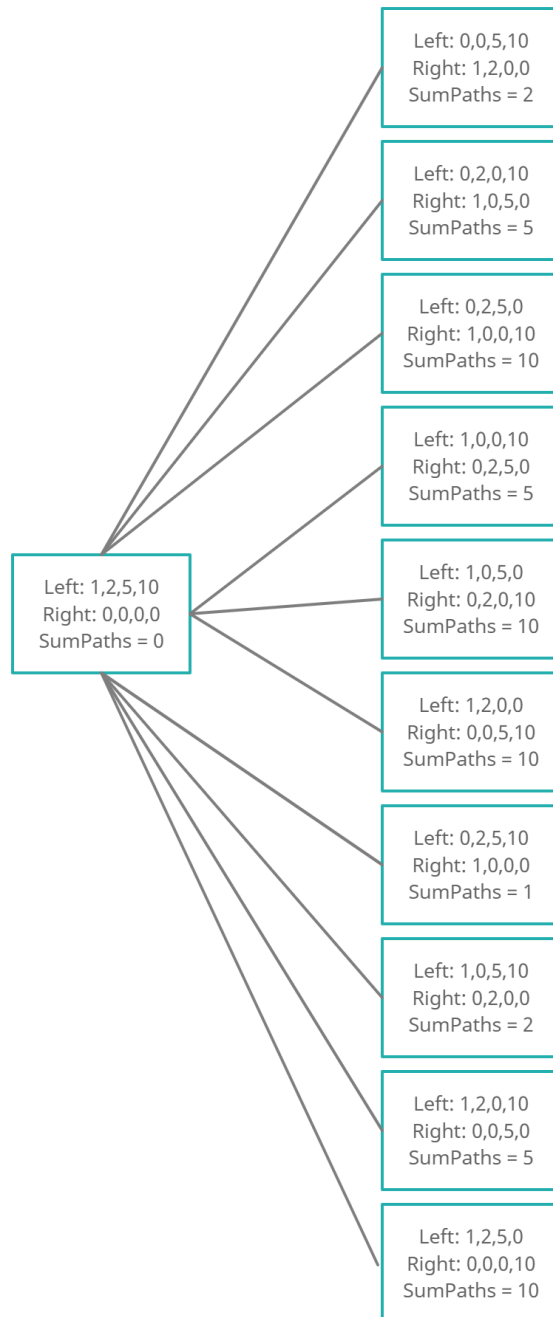 Left: 0,0,5,10
Right: 1,2,0,0
SumPaths = 2
Left: 0,2,0,10
Right: 1,0,5,0
SumPaths = 5
Left: 0,2,5,0
Right: 1,0,0,10
SumPaths = 10
Left: 1,0,0,10
Right: 0,2,5,0
SumPaths = 5
Left: 1,2,5,10
Right: 0,0,0,0
SumPaths = 0
Left: 1,0,5,0
Right: 0,2,0,10
SumPaths = 10
Left: 1,2,0,0
Right: 0,0,5,10
SumPaths = 10
Left: 0,2,5,10
Right: 1,0,0,0
SumPaths = 1
Left: 1,0,5,10
Right: 0,2,0,0
SumPaths = 2
Left: 1,2,0,10
Right: 0,0,5,0
SumPaths = 5
Left: 1,2,5,0
Right: 0,0,0,10
SumPaths = 10